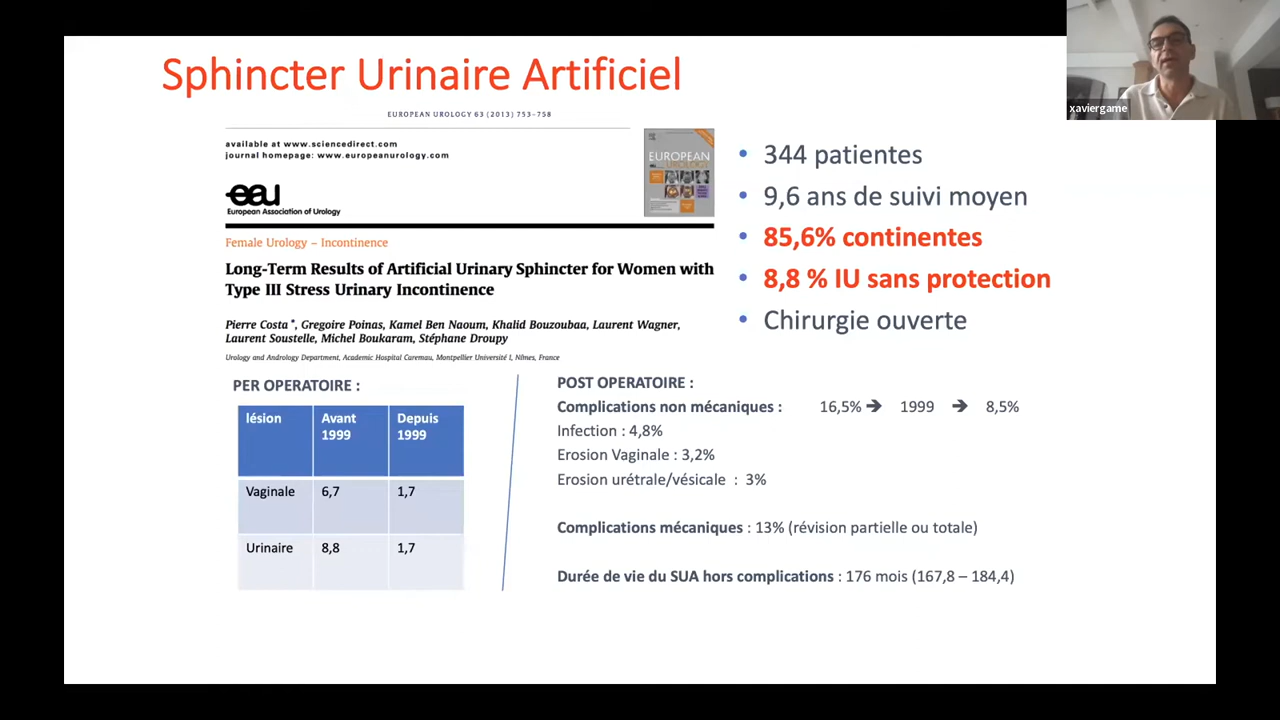 Sphincter Urinaire Artificiel
xaviergame
EUROPEAN UROLOGY 63 (2013) 753–758
available at www.sciencedirect.com
journal homepage: www.europeanurology.com
EUROPEAN
eau
European Association of Urology
Female Urology – Incontinence
Long-Term Results of Artificial Urinary Sphincter for Women with
Type III Stress Urinary Incontinence
Pierre Costa *, Gregoire Poinas, Kamel Ben Naoum, Khalid Bouzoubaa, Laurent Wagner,
Laurent Soustelle, Michel Boukaram, Stéphane Droupy
Urology and Andrology Department, Academic Hospital Caremau, Montpellier Université I, Nîmes, France
• 344 patientes
• 9,6 ans de suivi moyen
• 85,6% continentes
• 8,8 % IU sans protection
• Chirurgie ouverte
PER OPERATOIRE :
lésion Avant 1999 Depuis 1999
Vaginale 6,7 1,7
Urinaire 8,8 1,7
POST OPERATOIRE :
Complications non mécaniques : 16,5% ➔ 1999 ➔ 8,5%
Infection : 4,8%
Erosion Vaginale : 3,2%
Erosion urétrale/vésicale : 3%
Complications mécaniques : 13% (révision partielle ou totale)
Durée de vie du SUA hors complications : 176 mois (167,8 – 184,4)